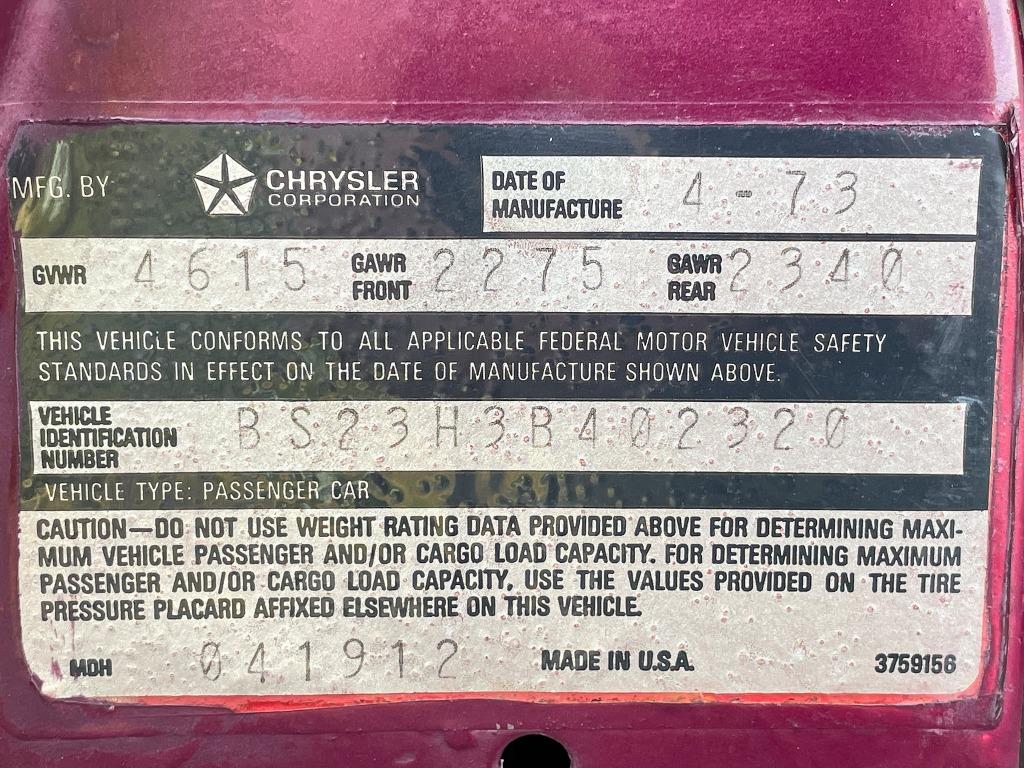 MFG. BY CHRYSLER CORPORATION
DATE OF MANUFACTURE 4-73
GVWR 4615 GAWR FRONT 2275 GAWR REAR 2340
THIS VEHICLE CONFORMS TO ALL APPLICABLE FEDERAL MOTOR VEHICLE SAFETY
STANDARDS IN EFFECT ON THE DATE OF MANUFACTURE SHOWN ABOVE.
VEHICLE IDENTIFICATION NUMBER BS23H3B402320
VEHICLE TYPE: PASSENGER CAR
CAUTION—DO NOT USE WEIGHT RATING DATA PROVIDED ABOVE FOR DETERMINING MAXI-
MUM VEHICLE PASSENGER AND/OR CARGO LOAD CAPACITY. FOR DETERMINING MAXIMUM
PASSENGER AND/OR CARGO LOAD CAPACITY, USE THE VALUES PROVIDED ON THE TIRE
PRESSURE PLACARD AFFIXED ELSEWHERE ON THIS VEHICLE.
MDH 041912 MADE IN U.S.A. 3759156